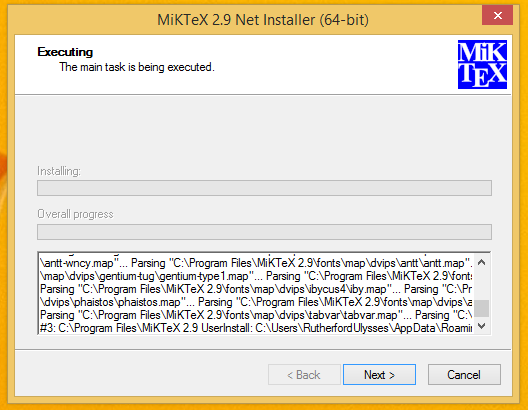 MiKTeX 2.9 Net Installer (64-bit)
Executing
The main task is being executed.
MiK
TEX
Installing:
Overall progress
\antt-wncy.map"... Parsing "C:\Program Files\MiKTeX 2.9\fonts\map\dvips\antt\antt.map"
\map\dvips\gentium-tug\gentium-type1.map"... Parsing "C:\Program Files\MiKTeX 2.9\fonts
Parsing "C:\Program Files\MiKTeX 2.9\fonts\map\dvips\ibycus4\iby.map"... Parsing "C:\Pr
\dvips\phaistos\phaistos.map"... Parsing "C:\Program Files\MiKTeX 2.9\fonts\map\dvips\a
Parsing "C:\Program Files\MiKTeX 2.9\fonts\map\dvips\tabvar\tabvar.map"... Parsing "C:\
#3: C:\Program Files\MiKTeX 2.9 UserInstall: C:\Users\RutherfordUlysses\AppData\Roamin
< Back
Next >
Cancel